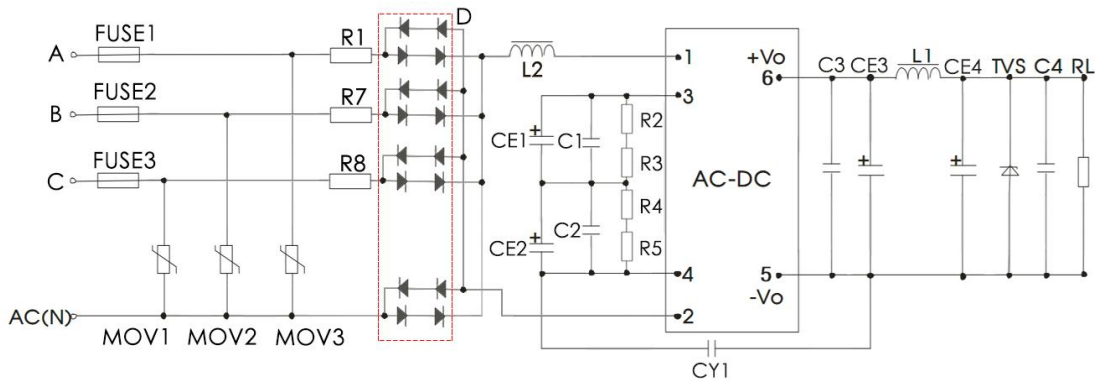 FUSE1 R1 D
A
L2 1 +Vo 6 C3 CE3 L1 CE4 TVS C4 RL
FUSE2 R7
B
3
CE1 + C1 R2
FUSE3 R8
C
R3
AC-DC
+ +
R4
CE2 + C2 R5
4 5
-Vo
AC(N)
2
MOV1 MOV2 MOV3
CY1